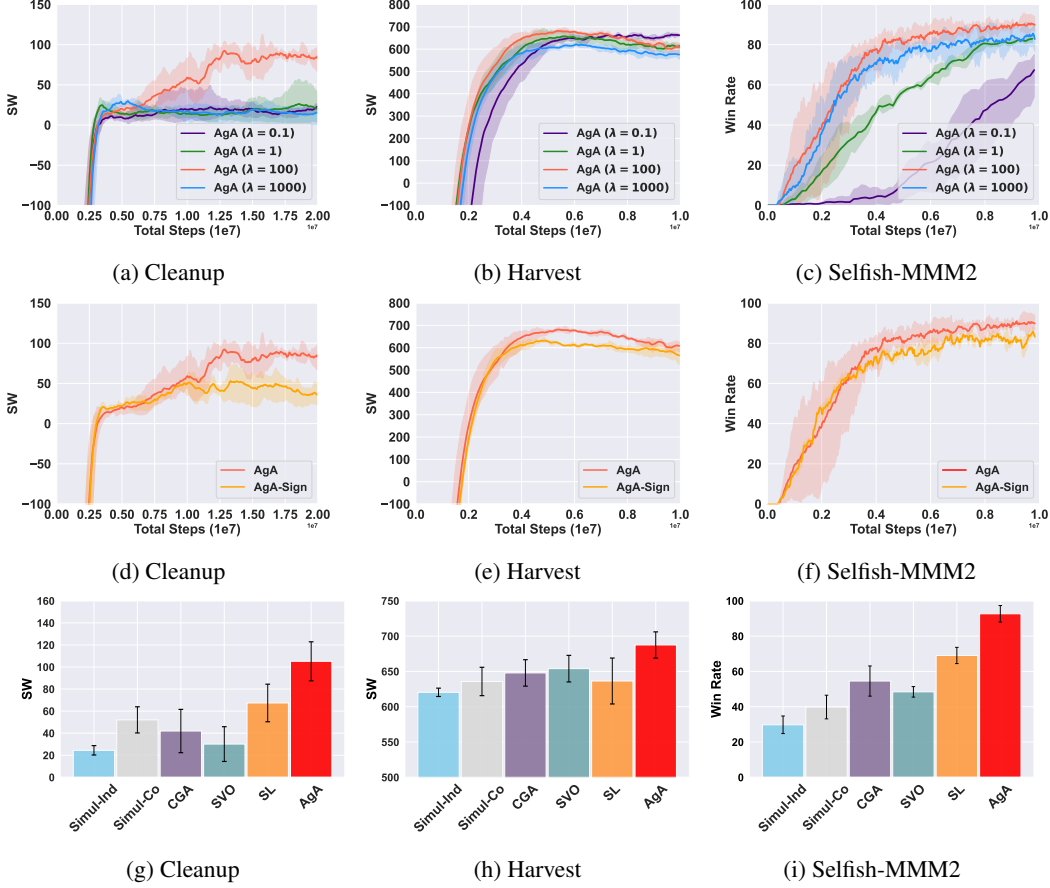 150
100
50
0
−50
−100
SW
0.00 0.25 0.50 0.75 1.00 1.25 1.50 1.75 2.00
Total Steps (1e7)
1e7
AgA (λ = 0.1)
AgA (λ = 1)
AgA (λ = 100)
AgA (λ = 1000)
(a) Cleanup
800
700
600
500
400
300
200
100
0
−100
SW
0.0 0.2 0.4 0.6 0.8 1.0
Total Steps (1e7)
1e7
AgA (λ = 0.1)
AgA (λ = 1)
AgA (λ = 100)
AgA (λ = 1000)
(b) Harvest
100
80
60
40
20
0
Win Rate
0.0 0.2 0.4 0.6 0.8 1.0
Total Steps (1e7)
1e7
AgA (λ = 0.1)
AgA (λ = 1)
AgA (λ = 100)
AgA (λ = 1000)
(c) Selfish-MMM2
150
100
50
0
−50
−100
SW
0.00 0.25 0.50 0.75 1.00 1.25 1.50 1.75 2.00
Total Steps (1e7)
1e7
AgA
AgA-Sign
(d) Cleanup
800
700
600
500
400
300
200
100
0
−100
SW
0.0 0.2 0.4 0.6 0.8 1.0
Total Steps (1e7)
1e7
AgA
AgA-Sign
(e) Harvest
100
80
60
40
20
0
Win Rate
0.0 0.2 0.4 0.6 0.8 1.0
Total Steps (1e7)
1e7
AgA
AgA-Sign
(f) Selfish-MMM2
160
140
120
100
80
60
40
20
0
SW
Simul-Ind
Simul-Co
CGA
SVO
SL
AgA
(g) Cleanup
750
700
650
600
550
500
SW
Simul-Ind
Simul-Co
CGA
SVO
SL
AgA
(h) Harvest
100
80
60
40
20
0
Win Rate
Simul-Ind
Simul-Co
CGA
SVO
SL
AgA
(i) Selfish-MMM2